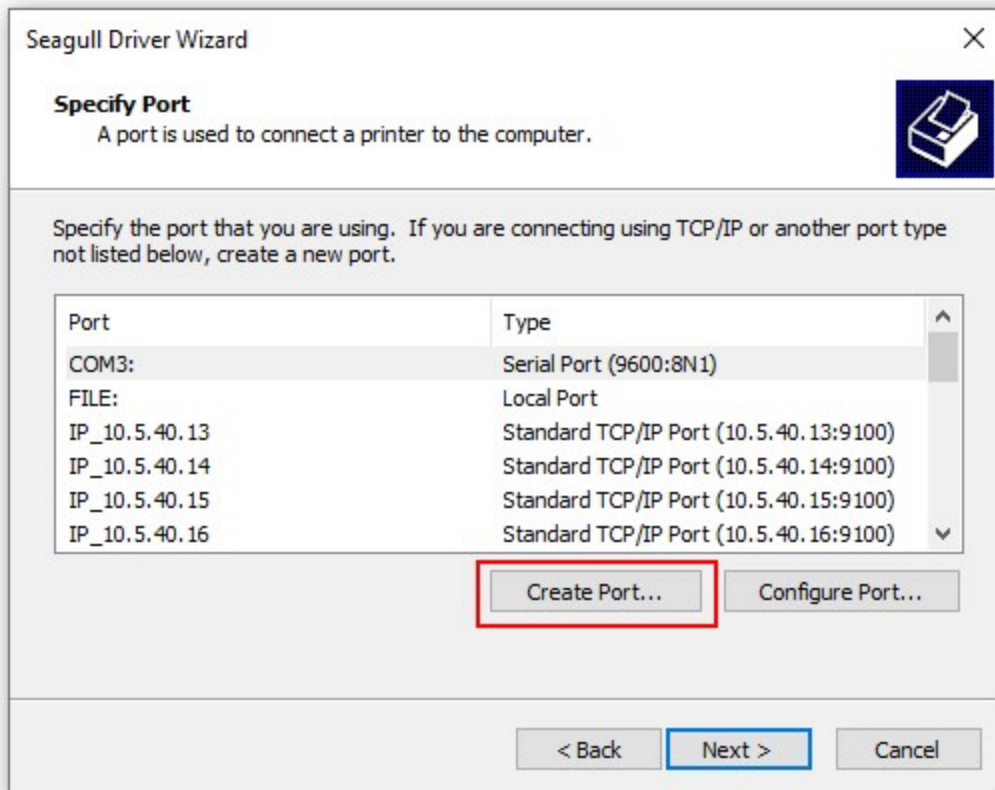 Seagull Driver Wizard
Specify Port
A port is used to connect a printer to the computer.
Specify the port that you are using.  If you are connecting using TCP/IP or another port type
not listed below, create a new port.
Port Type
COM3: Serial Port (9600:8N1)
FILE: Local Port
IP_10.5.40.13 Standard TCP/IP Port (10.5.40.13:9100)
IP_10.5.40.14 Standard TCP/IP Port (10.5.40.14:9100)
IP_10.5.40.15 Standard TCP/IP Port (10.5.40.15:9100)
IP_10.5.40.16 Standard TCP/IP Port (10.5.40.16:9100)
Create Port... Configure Port...
< Back Next > Cancel